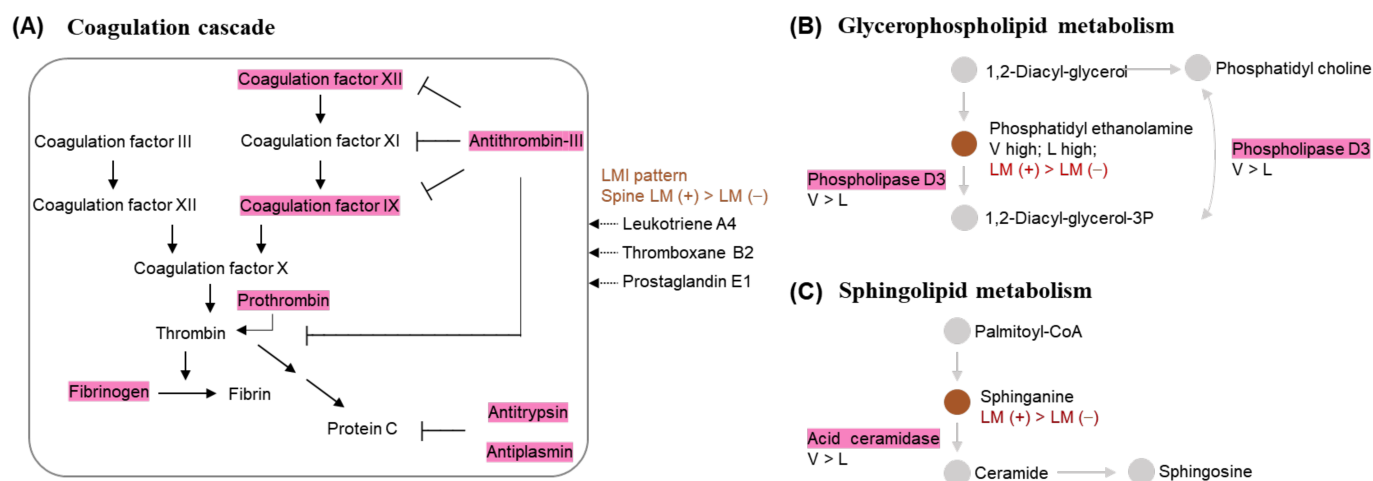 (A) Coagulation cascade
Coagulation factor XII
Coagulation factor III
Coagulation factor XI
Antithrombin-III
Coagulation factor XII
Coagulation factor IX
LMI pattern
Spine LM (+) > LM (−)
Leukotriene A4
Thromboxane B2
Prostaglandin E1
Coagulation factor X
Prothrombin
Thrombin
Fibrinogen
Fibrin
Protein C
Antitrypsin
Antiplasmin
(B) Glycerophospholipid metabolism
1,2-Diacyl-glycerol
Phosphatidyl choline
Phosphatidyl ethanolamine
V high; L high;
LM (+) > LM (−)
Phospholipase D3
V > L
Phospholipase D3
V > L
1,2-Diacyl-glycerol-3P
(C) Sphingolipid metabolism
Palmitoyl-CoA
Sphinganine
LM (+) > LM (−)
Acid ceramidase
V > L
Ceramide
Sphingosine